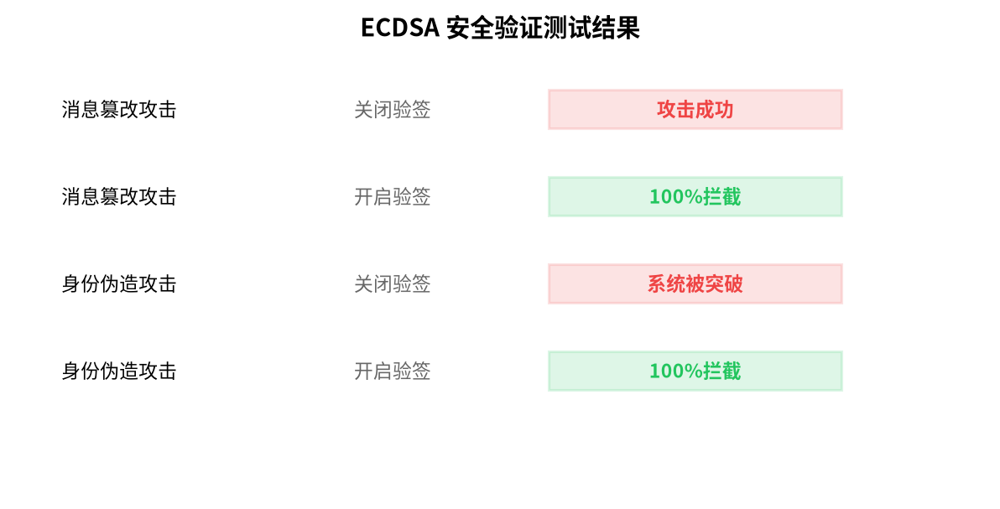 ECDSA 安全验证测试结果
消息篡改攻击 关闭验签 攻击成功
消息篡改攻击 开启验签 100%拦截
身份伪造攻击 关闭验签 系统被突破
身份伪造攻击 开启验签 100%拦截